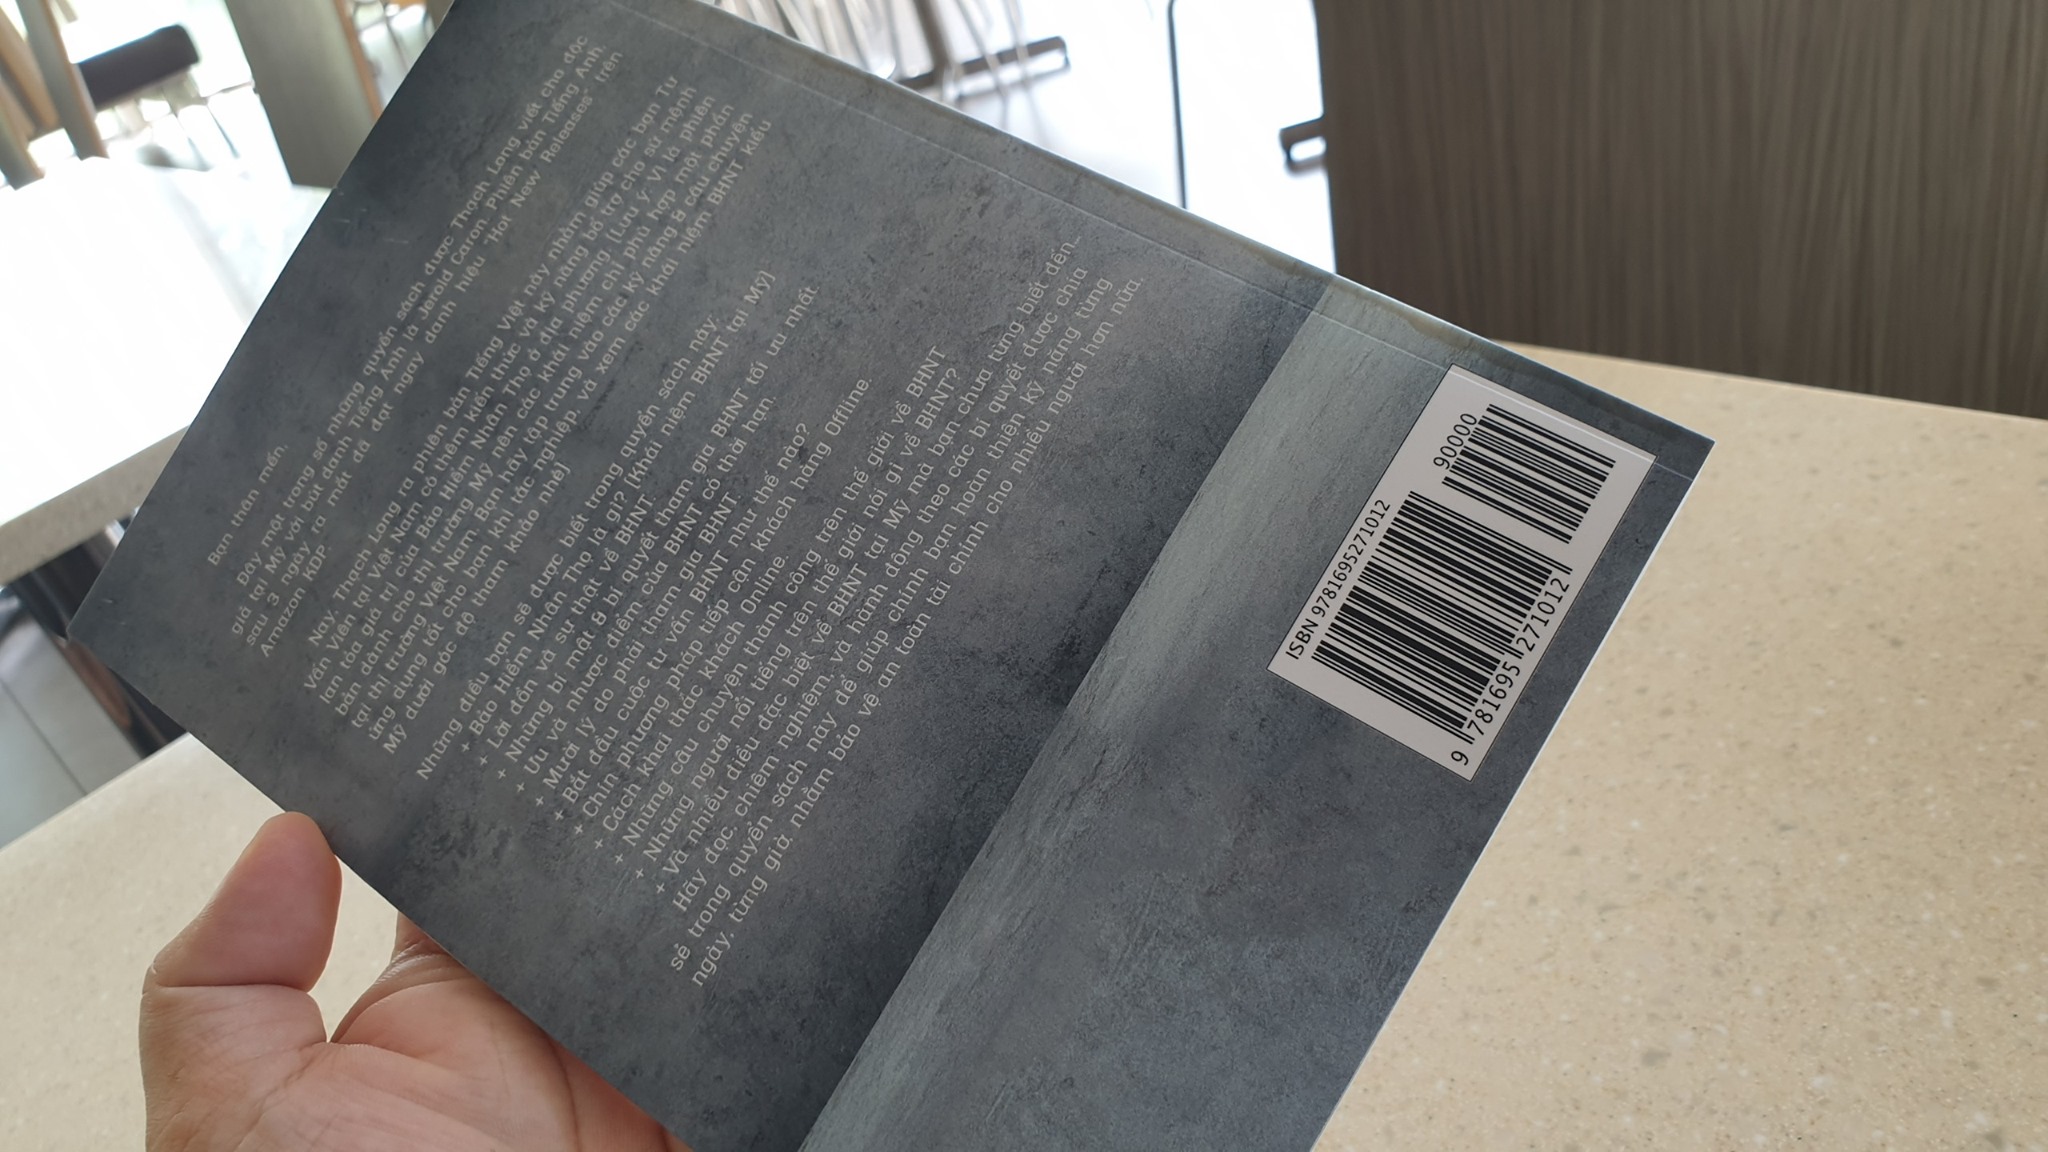 Bạn thân mến.
Đây một trong số những quyển sách được Thạch Long viết cho độc
giả tại Mỹ với bút danh Tiếng Anh là Jerold Caron. Phiên bản Tiếng Anh,
sau 3 ngày ra mắt đã đạt ngay danh hiệu "Hot New Releases" trên
Amazon KDP.
Nay, Thạch Long ra phiên bản Tiếng Việt này nhằm giúp các bạn Tư
Vấn Viên tại Việt Nam có thêm kiến thức và kỹ năng bổ trợ cho sứ mệnh
lan tỏa giá trị của Bảo Hiểm Nhân Thọ ở địa phương [Lưu ý. Vì là phiên
bản dành cho thị trường Mỹ nên các khái niệm chỉ phù hợp một phần
tại thị trường Việt Nam. Bạn hãy tập trung vào các kỹ năng & câu chuyện
ứng dụng tốt cho bạn khi tác nghiệp, và xem các khái niệm BHNT kiểu
Mỹ dưới góc độ tham khảo nhé]
Những điều bạn sẽ được biết trong quyển sách này.
+ Bảo Hiểm Nhân Thọ là gì? [Khái niệm BHNT tại Mỹ]
+ Lời đồn và sự thật về BHNT.
+ Những bí mật & bí quyết tham gia BHNT tối ưu nhất
+ Ưu và nhược điểm của BHNT có thời hạn.
+ Mười lý do phải tham gia BHNT
+ Bắt đầu cuộc tư vấn BHNT như thế nào?
+ Chín phương pháp tiếp cận khách hàng Offline.
+ Cách khai thác khách Online
+ Những câu chuyện thành công trên thế giới về BHNT
+ Những người nổi tiếng trên thế giới nói gì về BHNT?
+ Và nhiều điều đặc biệt về BHNT tại Mỹ mà bạn chưa từng biết đến...
Hãy đọc, chiêm nghiệm, và hành động theo các bí quyết được chia
sẻ trong quyển sách này để giúp chính bạn hoàn thiện kỹ năng từng
ngày, từng giờ, nhằm bảo vệ an toàn tài chính cho nhiều người hơn nữa.
ISBN 9781695271012
90000
9 781695 271012